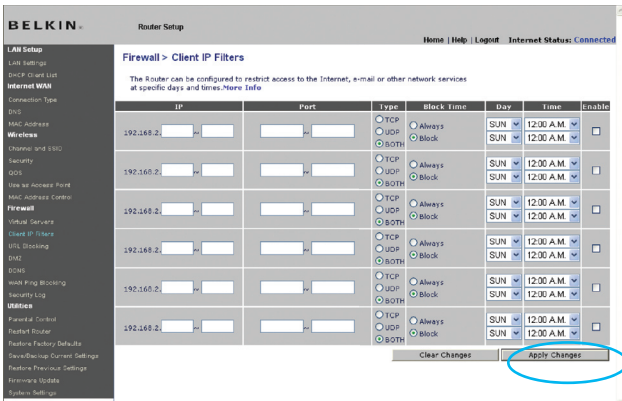 BELKIN®
Router Setup
Home | Help | Logout Internet Status: Connected
LAN Setup
LAN Settings
DHCP Client List
Internet WAN
Connection Type
DNS
MAC Address
Wireless
Channel and SSID
Security
QOS
Use as Access Point
MAC Address Control
Firewall
Virtual Servers
Client IP Filters
URL Blocking
DMZ
DDNS
WAN Ping Blocking
Security Log
Utilities
Parental Control
Restart Router
Restore Factory Defaults
Save/Backup Current Settings
Restore Previous Settings
Firmware Update
System Settings
Firewall > Client IP Filters
The Router can be configured to restrict access to the Internet, e-mail or other network services
at specific days and times.More Info
IP Port Type Block Time Day Time Enable
192.168.2. ~ ~ TCP UDP BOTH Always Block SUN 12:00 A.M. SUN 12:00 A.M.
192.168.2. ~ ~ TCP UDP BOTH Always Block SUN 12:00 A.M. SUN 12:00 A.M.
192.168.2. ~ ~ TCP UDP BOTH Always Block SUN 12:00 A.M. SUN 12:00 A.M.
192.168.2. ~ ~ TCP UDP BOTH Always Block SUN 12:00 A.M. SUN 12:00 A.M.
192.168.2. ~ ~ TCP UDP BOTH Always Block SUN 12:00 A.M. SUN 12:00 A.M.
192.168.2. ~ ~ TCP UDP BOTH Always Block SUN 12:00 A.M. SUN 12:00 A.M.
Clear Changes Apply Changes